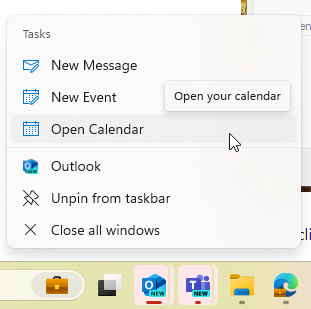 Tasks
New Message
New Event
Open your calendar
Open Calendar
Outlook
Unpin from taskbar
Close all windows
NEW
NEW